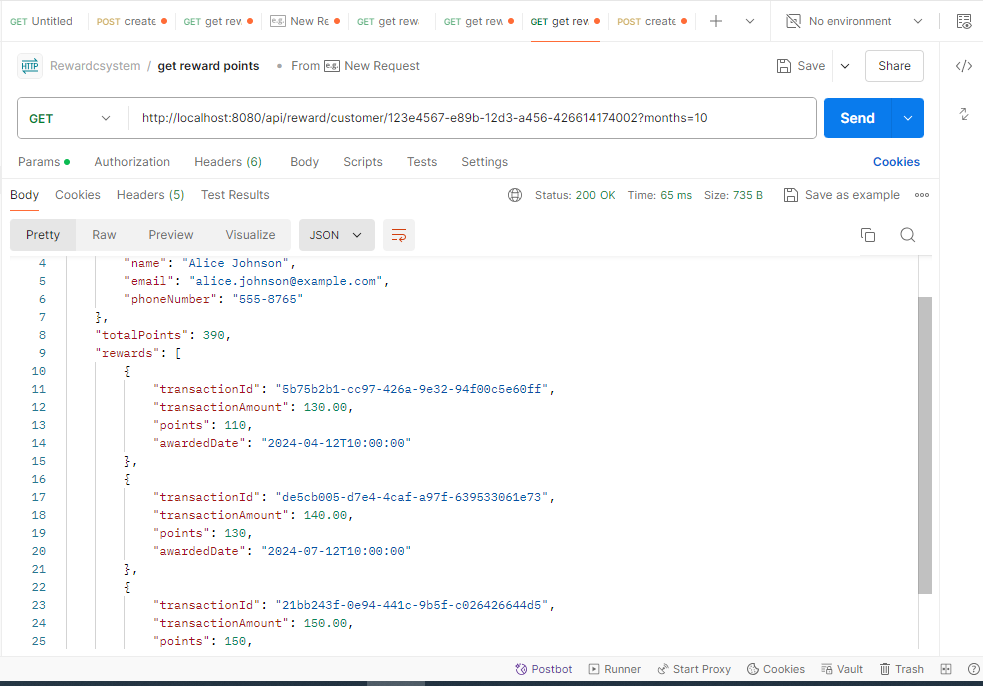 GET Untitled POST create GET get rew e.g. New Re GET get rew GET get rew GET get rew POST create No environment
HTTP Rewardcsystem / get reward points From e.g. New Request Save Share
GET http://localhost:8080/api/reward/customer/123e4567-e89b-12d3-a456-426614174002?months=10 Send
Params Authorization Headers (6) Body Scripts Tests Settings Cookies
Body Cookies Headers (5) Test Results Status: 200 OK Time: 65 ms Size: 735 B Save as example
Pretty Raw Preview Visualize JSON
4 "name": "Alice Johnson",
5 "email": "alice.johnson@example.com",
6 "phoneNumber": "555-8765"
7 },
8 "totalPoints": 390,
9 "rewards": [
10 {
11 "transactionId": "5b75b2b1-cc97-426a-9e32-94f00c5e60ff",
12 "transactionAmount": 130.00,
13 "points": 110,
14 "awardedDate": "2024-04-12T10:00:00"
15 },
16 {
17 "transactionId": "de5cb005-d7e4-4caf-a97f-639533061e73",
18 "transactionAmount": 140.00,
19 "points": 130,
20 "awardedDate": "2024-07-12T10:00:00"
21 },
22 {
23 "transactionId": "21bb243f-0e94-441c-9b5f-c026426644d5",
24 "transactionAmount": 150.00,
25 "points": 150,
Postbot Runner Start Proxy Cookies Vault Trash